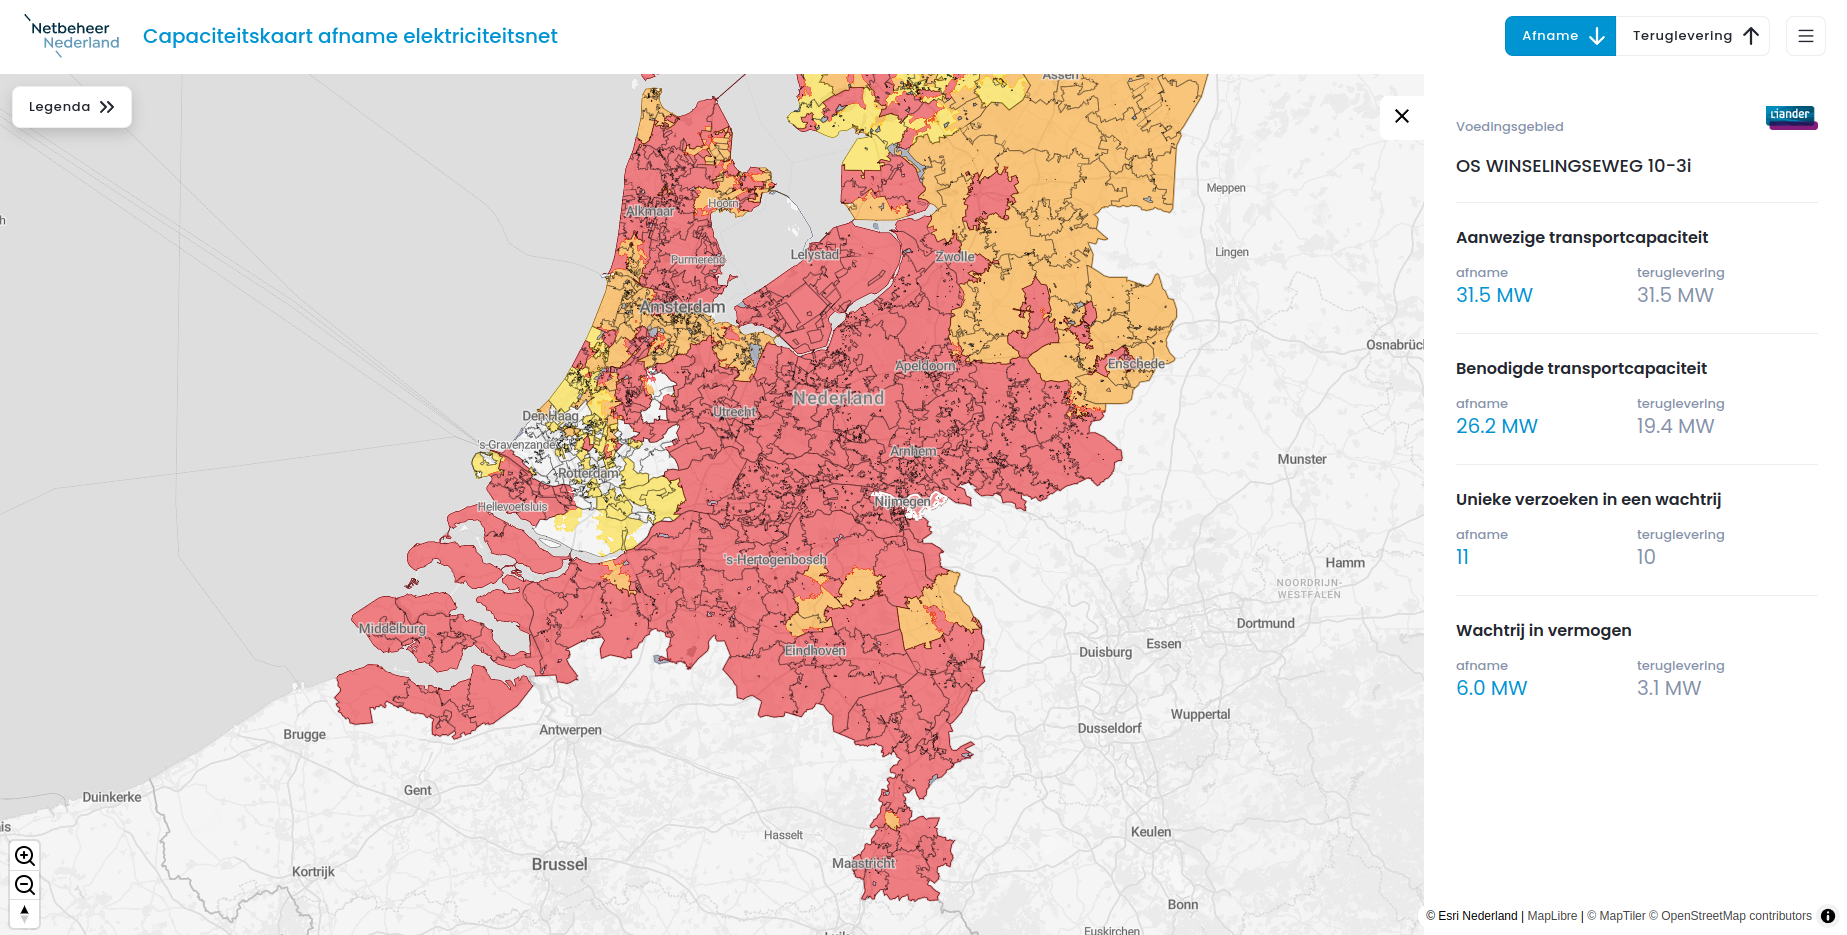 Netbeheer
Nederland
Capaciteitskaart afname elektriciteitsnet
Afname
Teruglevering
Legenda
Assen
Meppen
Hoorn
Alkmaar
Lingen
Purmerend
Lelystad
Zwolle
Amsterdam
Osnabrüc
Apeldoorn
Enschede
Nederland
Utrecht
Den Haag
's-Gravenzande
Arnhem
Munster
Rotterdam
Nijmegen
Hellevoetsluis
's-Hertogenbosch
Hamm
NOORDRIJN-
WESTFALEN
Middelburg
Dortmund
Eindhoven
Duisburg
Essen
Brugge
Antwerpen
Dusseldorf
Wuppertal
Duinkerke
Gent
Hasselt
Keulen
Maastricht
Brussel
Kortrijk
Bonn
Euskirchen
Liander
Voedingsgebied
OS WINSELINGSEWEG 10-3i
Aanwezige transportcapaciteit
afname teruglevering
31.5 MW 31.5 MW
Benodigde transportcapaciteit
afname teruglevering
26.2 MW 19.4 MW
Unieke verzoeken in een wachtrij
afname teruglevering
11 10
Wachtrij in vermogen
afname teruglevering
6.0 MW 3.1 MW
© Esri Nederland | MapLibre | © MapTiler © OpenStreetMap contributors